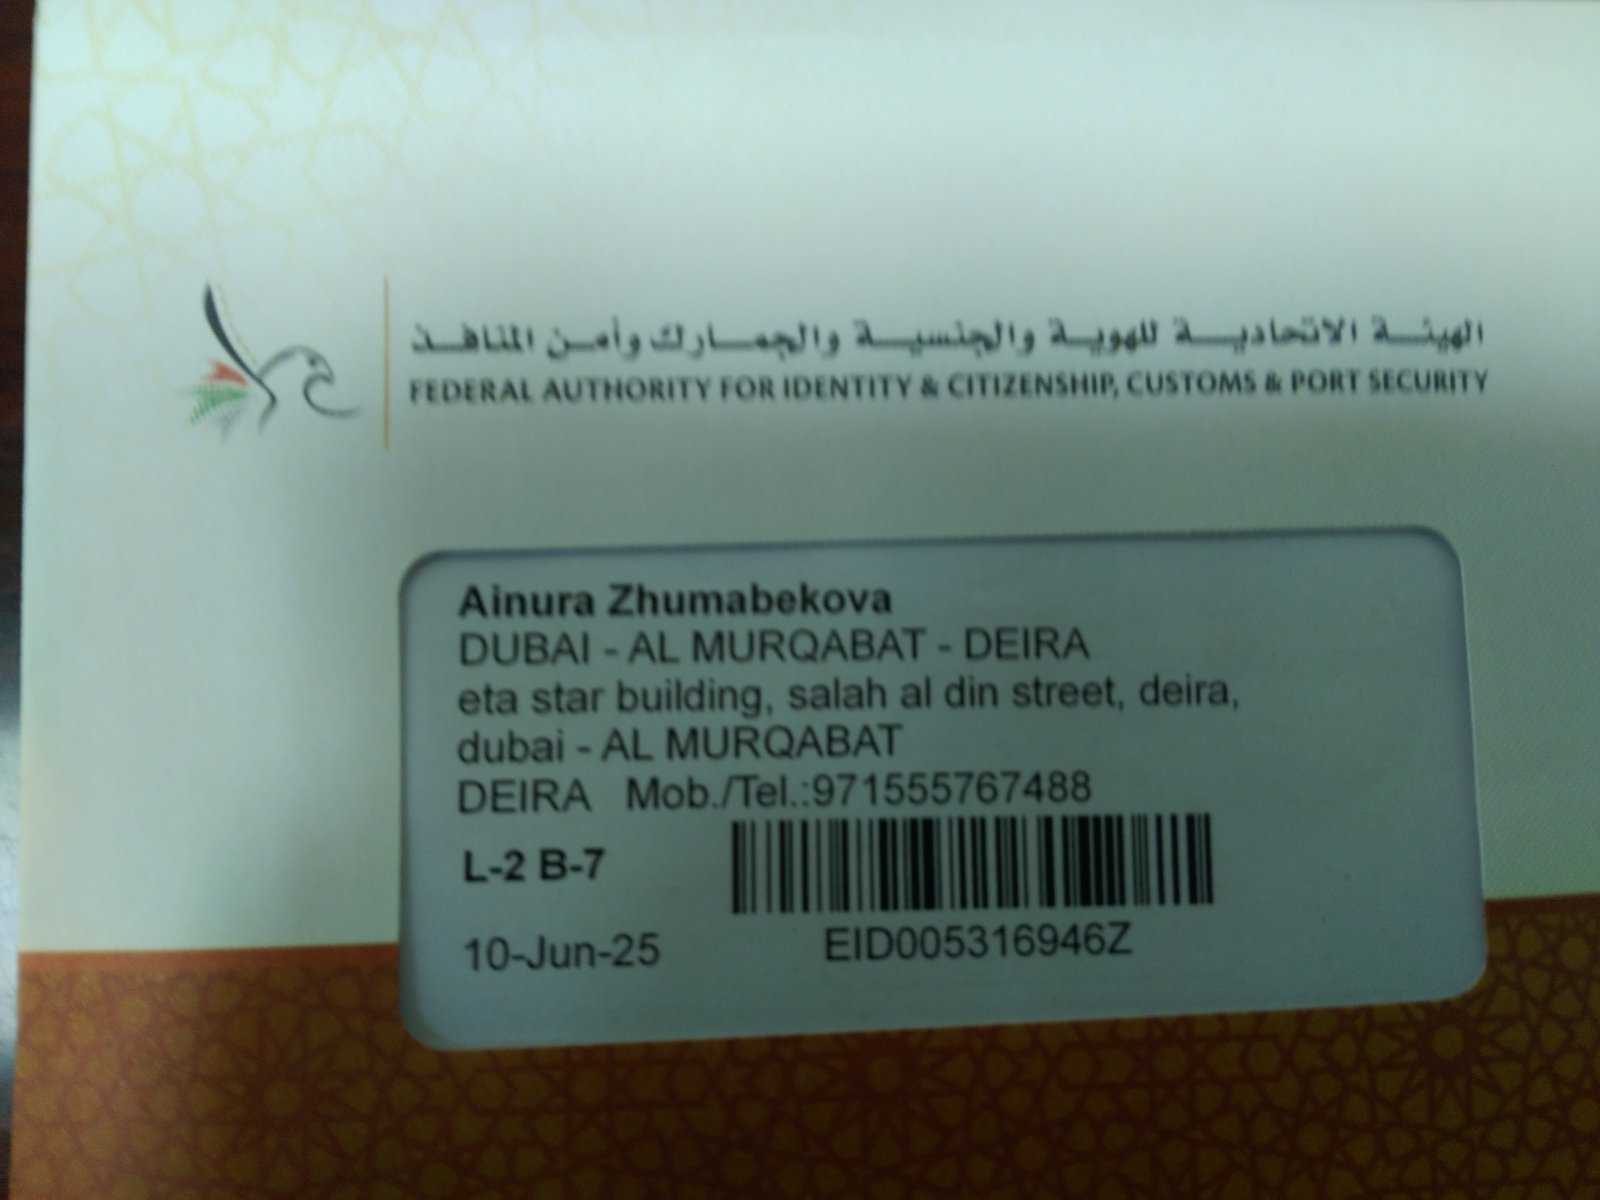 الهيئة الاتحادية للهوية والجنسية والجمارك وأمن المنافذ
FEDERAL AUTHORITY FOR IDENTITY & CITIZENSHIP, CUSTOMS & PORT SECURITY
Ainura Zhumabekova
DUBAI - AL MURQABAT - DEIRA
eta star building, salah al din street, deira,
dubai - AL MURQABAT
DEIRA Mob./Tel.:971555767488
L-2 B-7
10-Jun-25 EID005316946Z